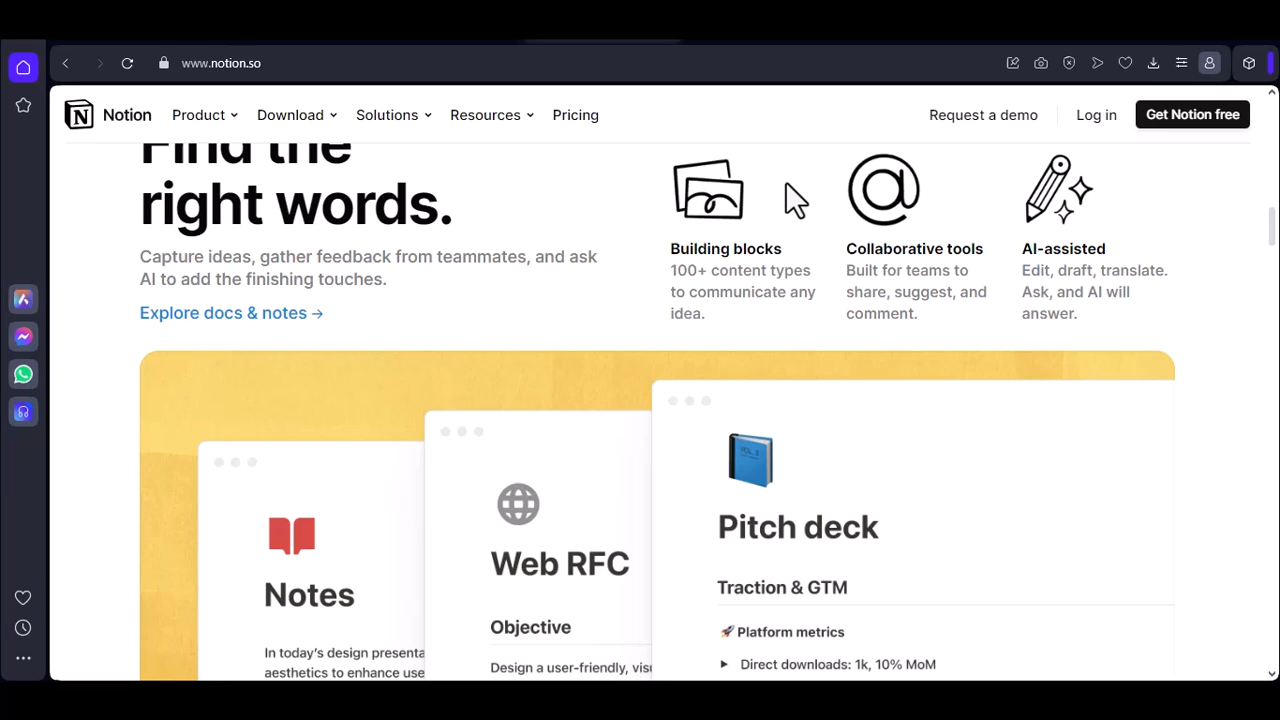 www.notion.so
Notion
Product
Download
Solutions
Resources
Pricing
Request a demo
Log in
Get Notion free
Find the
right words.
Capture ideas, gather feedback from teammates, and ask
AI to add the finishing touches.
Explore docs & notes →
Building blocks
100+ content types
to communicate any
idea.
Collaborative tools
Built for teams to
share, suggest, and
comment.
AI-assisted
Edit, draft, translate.
Ask, and AI will
answer.
Notes
In today's design presenta
aesthetics to enhance use
Web RFC
Objective
Design a user-friendly, visu
Pitch deck
Traction & GTM
🚀 Platform metrics
Direct downloads: 1k, 10% MoM